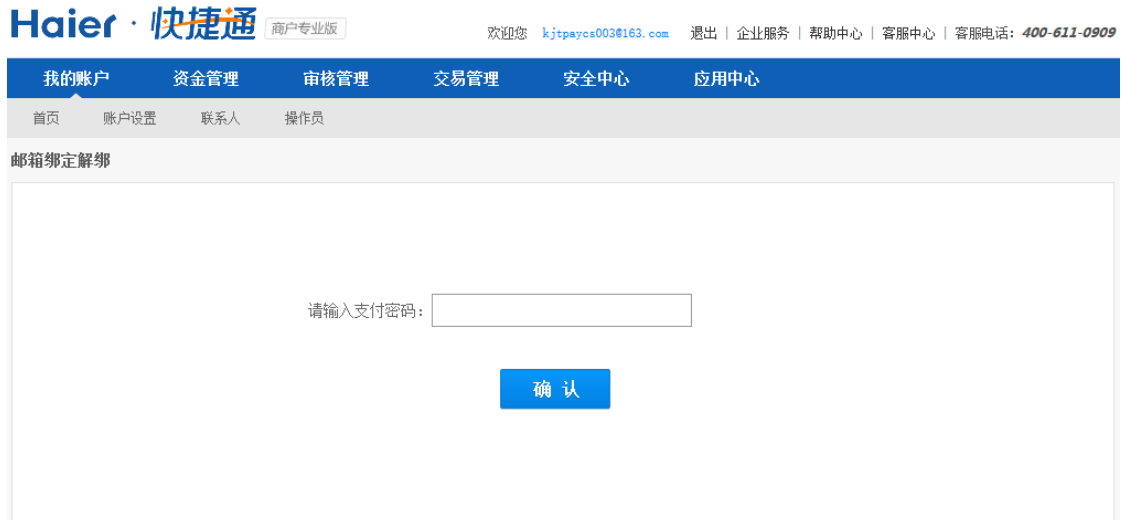 Haier · 快捷通 商户专业版 欢迎您 kjtpaycs003@163.com 退出 | 企业服务 | 帮助中心 | 客服中心 | 客服电话：400-611-0909
我的账户 资金管理 审核管理 交易管理 安全中心 应用中心
首页 账户设置 联系人 操作员
邮箱绑定解绑
请输入支付密码：
确 认